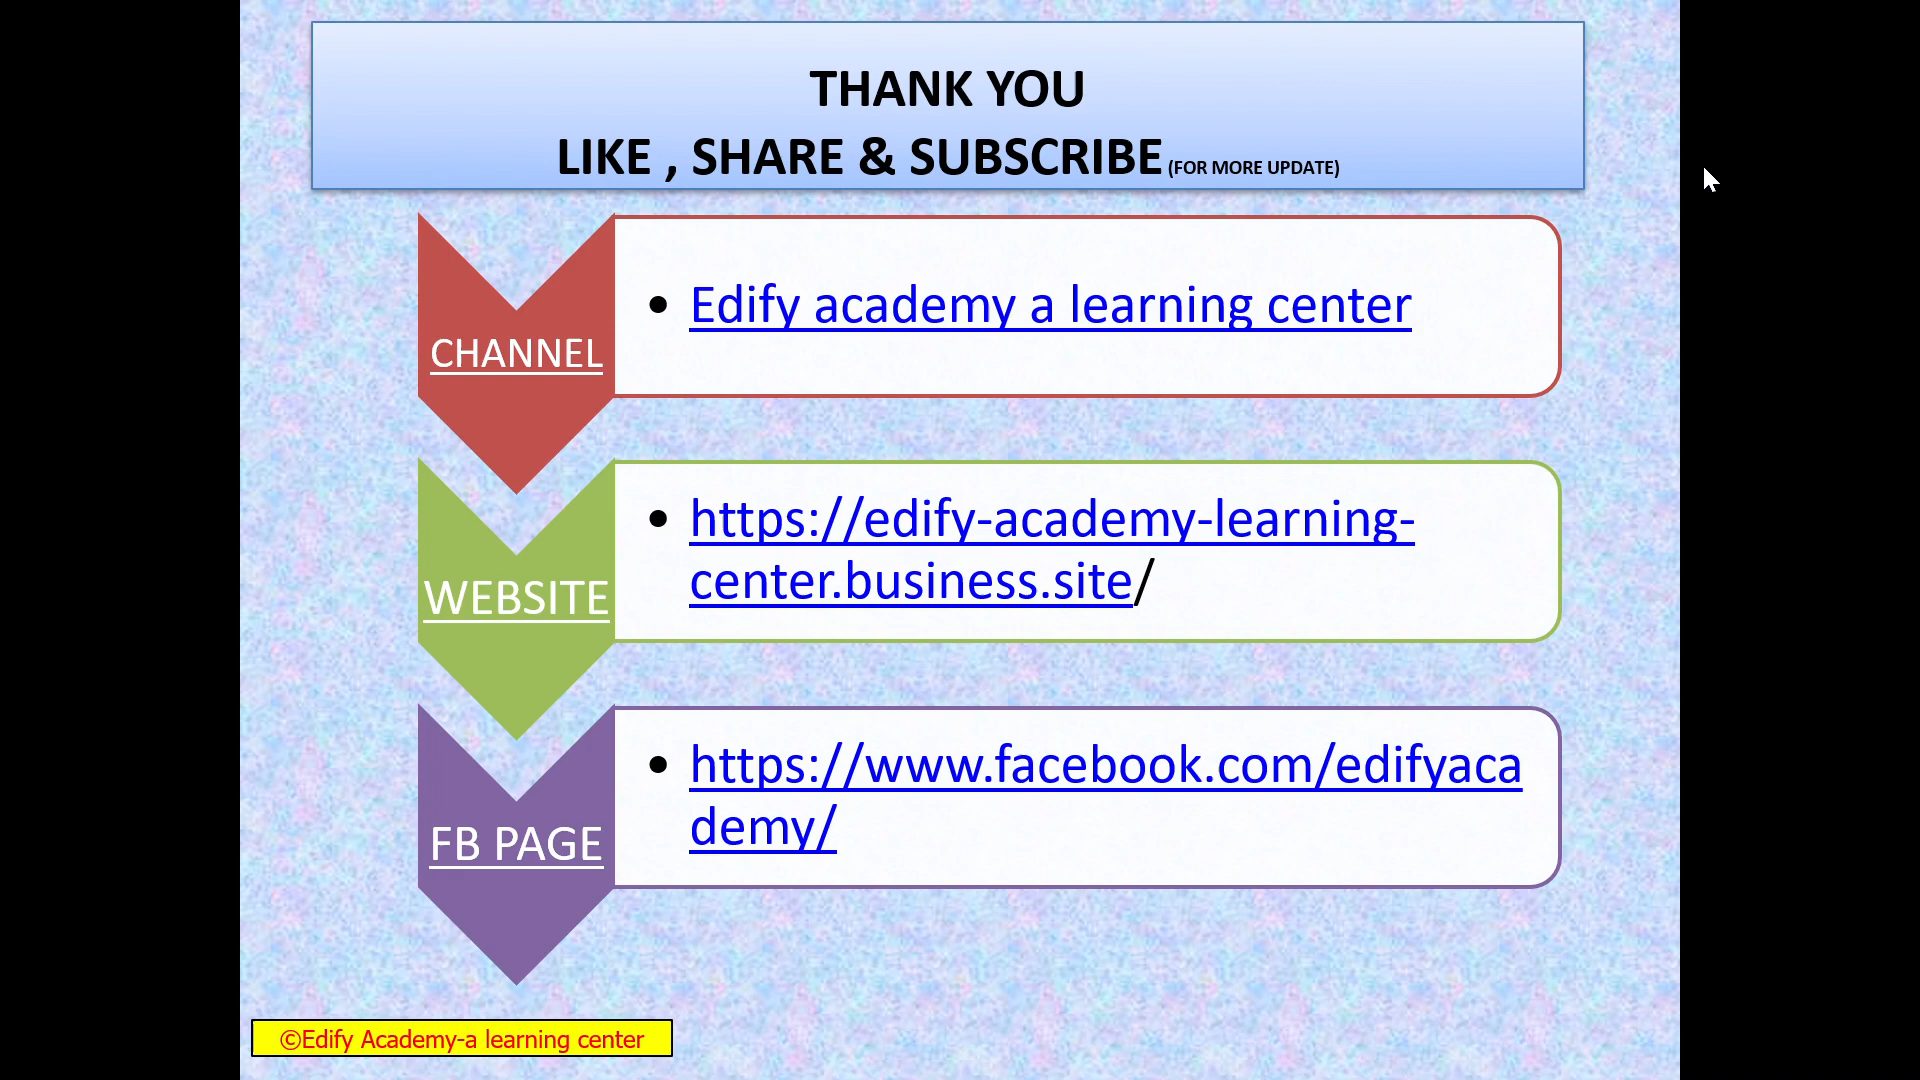 THANK YOU
LIKE , SHARE & SUBSCRIBE (FOR MORE UPDATE)
CHANNEL
• Edify academy a learning center
WEBSITE
• https://edify-academy-learning-
center.business.site/
FB PAGE
• https://www.facebook.com/edifyaca
demy/
©Edify Academy-a learning center